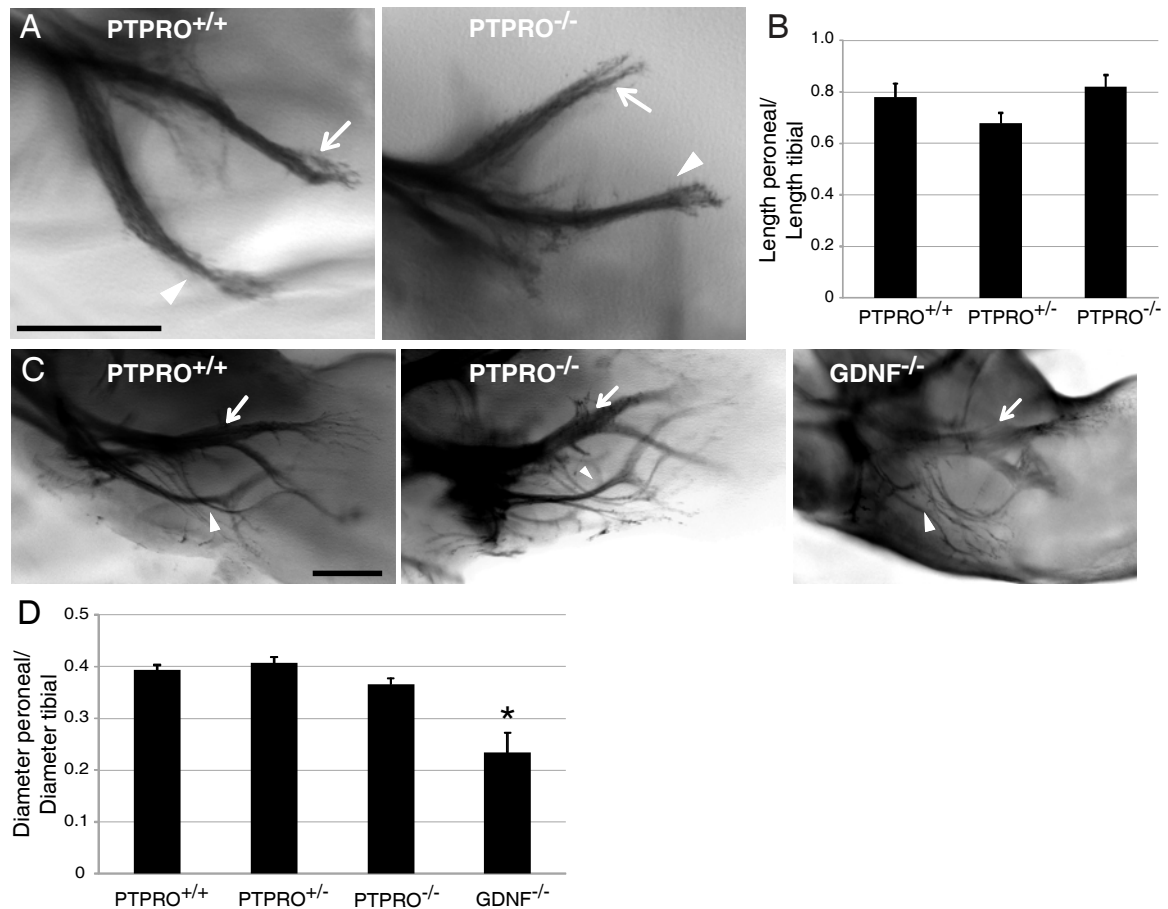 A PTPRO+/+ PTPRO-/-
B
Length peroneal/
Length tibial
1.0
0.8
0.6
0.4
0.2
0
PTPRO+/+ PTPRO+/- PTPRO-/-
C PTPRO+/+ PTPRO-/- GDNF-/-
D
Diameter peroneal/
Diameter tibial
0.5
0.4
0.3
0.2
0.1
0
*
PTPRO+/+ PTPRO+/- PTPRO-/- GDNF-/-